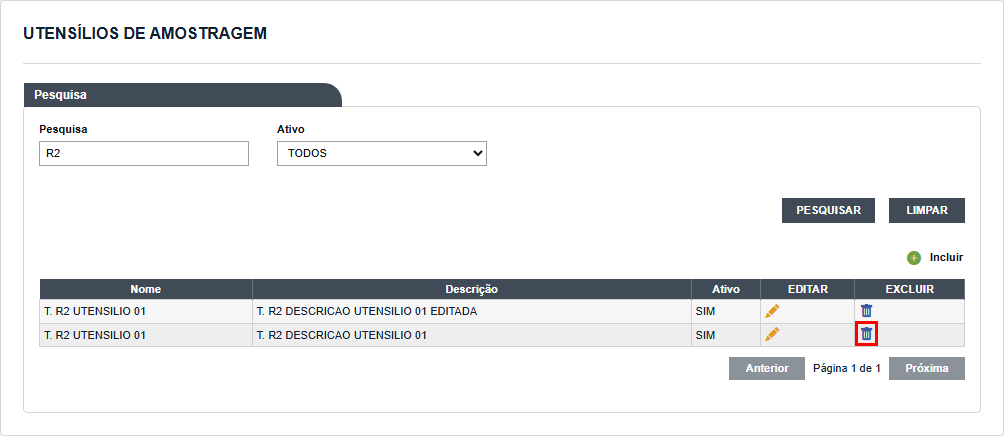 UTENSÍLIOS DE AMOSTRAGEM
Pesquisa
Pesquisa Ativo
R2 TODOS
PESQUISAR LIMPAR
Incluir
Nome Descrição Ativo EDITAR EXCLUIR
T. R2 UTENSILIO 01 T. R2 DESCRICAO UTENSILIO 01 EDITADA SIM
T. R2 UTENSILIO 01 T. R2 DESCRICAO UTENSILIO 01 SIM
Anterior Página 1 de 1 Próxima